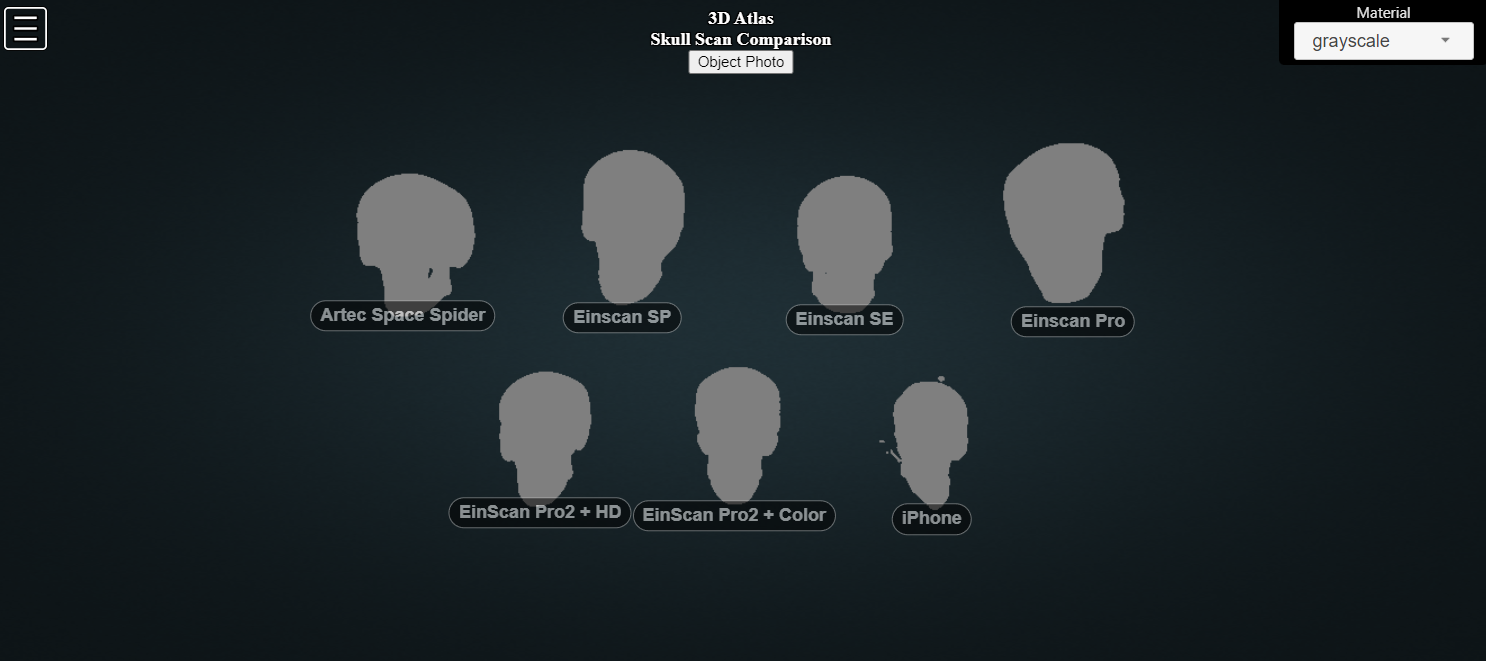 3D Atlas
Skull Scan Comparison
Object Photo
Material
grayscale
Artec Space Spider
Einscan SP
Einscan SE
Einscan Pro
EinScan Pro2 + HD
EinScan Pro2 + Color
iPhone